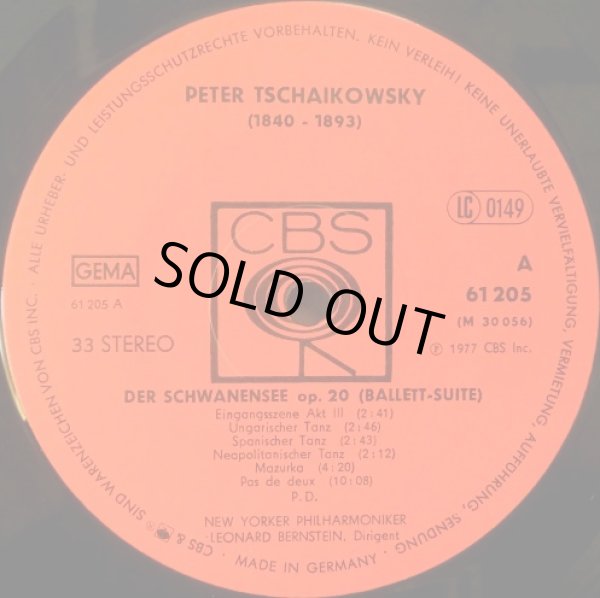 ALLE URHEBER- UND LEISTUNGSSCHUTZRECHTE VORBEHALTEN. KEIN VERLEIH! KEINE UNERLAUBTE VERVIELFÄLTIGUNG, VERMIETUNG, AUFFÜHRUNG, SENDUNG
PETER TSCHAIKOWSKY
(1840 - 1893)
LC 0149
CBS
GEMA
A
61 205 A
61 205
(M 30 056)
SOLD OUT
33 STEREO
℗ 1977 CBS Inc.
DER SCHWANENSEE op. 20 (BALLETT-SUITE)
Eingangsszene Akt III (2:41)
Ungarischer Tanz (2:46)
Spanischer Tanz (2:43)
Neopolitanischer Tanz (2:12)
Mazurka (4:20)
Pas de deux (10:08)
P.D.
NEW YORKER PHILHARMONIKER
LEONARD BERNSTEIN, Dirigent
CBS & ® SIND WARENZEICHEN VON CBS INC.
MADE IN GERMANY